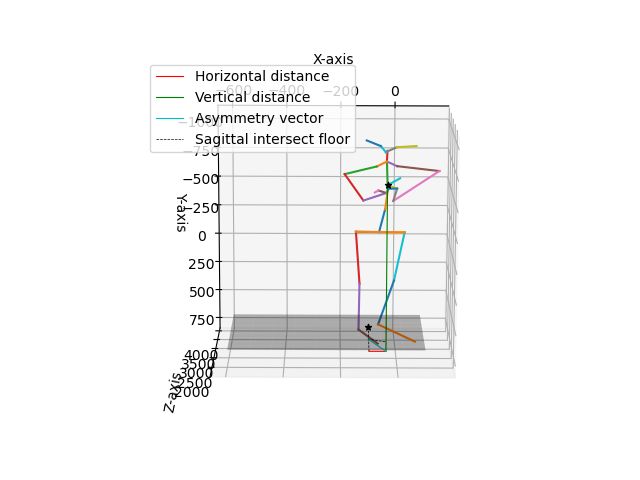 X-axis
Horizontal distance
Vertical distance
Asymmetry vector
Sagittal intersect floor
−600
−400
−200
0
−1000
−750
−500
−250
0
250
500
750
Y-axis
4000
3500
3000
2500
2000
Z-axis